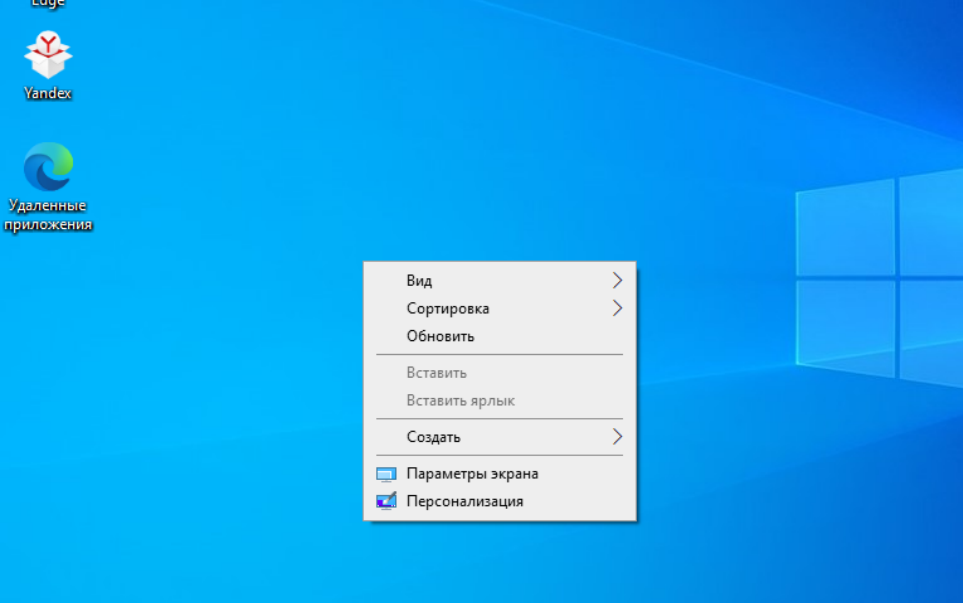 Edge
Yandex
Удаленные
приложения
Вид
Сортировка
Обновить
Вставить
Вставить ярлык
Создать
Параметры экрана
Персонализация